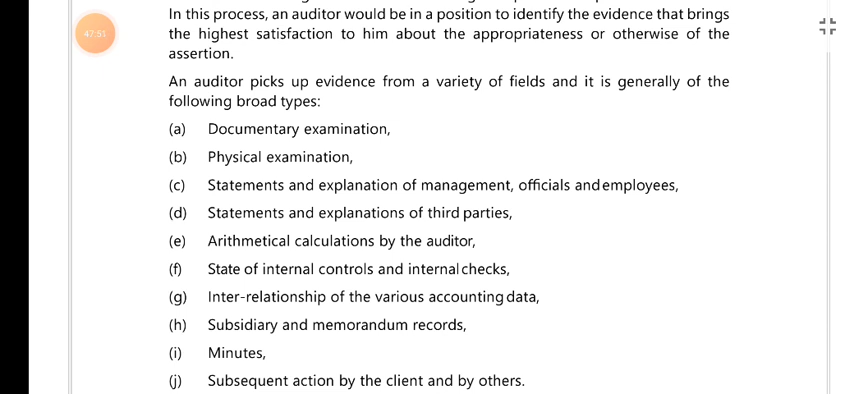 In this process, an auditor would be in a position to identify the evidence that brings
47:51
the highest satisfaction to him about the appropriateness or otherwise of the
assertion.
An auditor picks up evidence from a variety of fields and it is generally of the
following broad types:
(a) Documentary examination,
(b) Physical examination,
(c) Statements and explanation of management, officials and employees,
(d) Statements and explanations of third parties,
(e) Arithmetical calculations by the auditor,
(f) State of internal controls and internal checks,
(g) Inter-relationship of the various accounting data,
(h) Subsidiary and memorandum records,
(i) Minutes,
(j) Subsequent action by the client and by others.